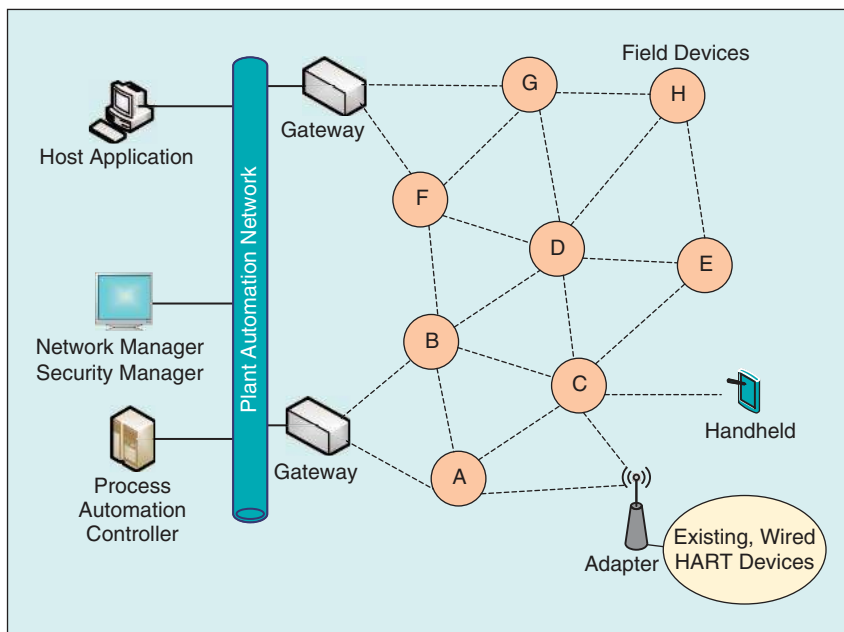 Field Devices
G
H
Host Application
Gateway
Plant Automation Network
F
D
E
Network Manager
Security Manager
B
C
Handheld
Process
Automation
Controller
Gateway
A
Adapter
Existing, Wired
HART Devices